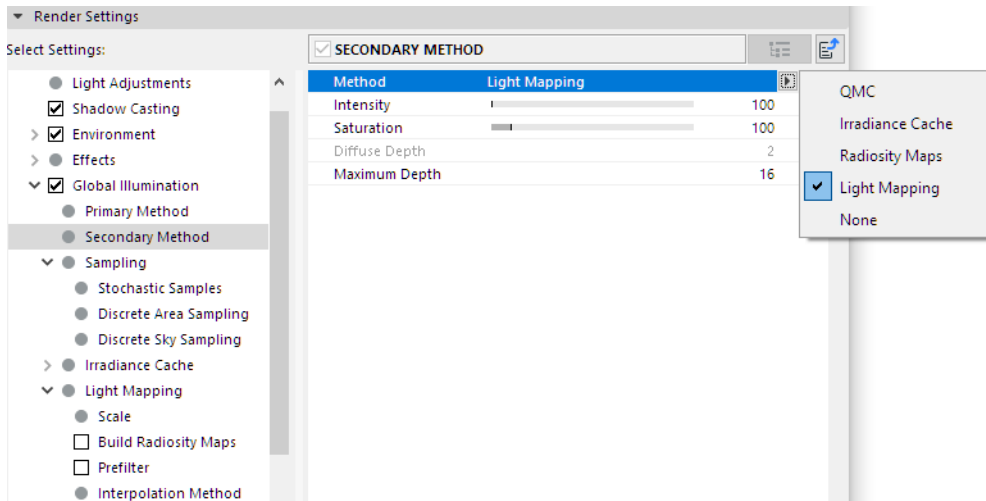 Render Settings
Select Settings:
SECONDARY METHOD
Light Adjustments
Shadow Casting
Environment
Effects
Global Illumination
Primary Method
Secondary Method
Sampling
Stochastic Samples
Discrete Area Sampling
Discrete Sky Sampling
Irradiance Cache
Light Mapping
Scale
Build Radiosity Maps
Prefilter
Interpolation Method
Method Light Mapping
Intensity 100
Saturation 100
Diffuse Depth 2
Maximum Depth 16
QMC
Irradiance Cache
Radiosity Maps
Light Mapping
None